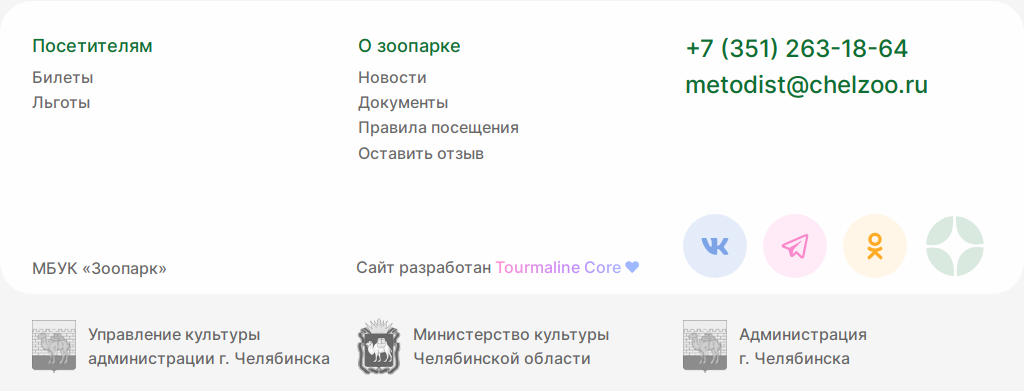 Посетителям
Билеты
Льготы
О зоопарке
Новости
Документы
Правила посещения
Оставить отзыв
+7 (351) 263-18-64
metodist@chelzoo.ru
МБУК «Зоопарк»
Сайт разработан Tourmaline Core
Управление культуры
администрации г. Челябинска
Министерство культуры
Челябинской области
Администрация
г. Челябинска